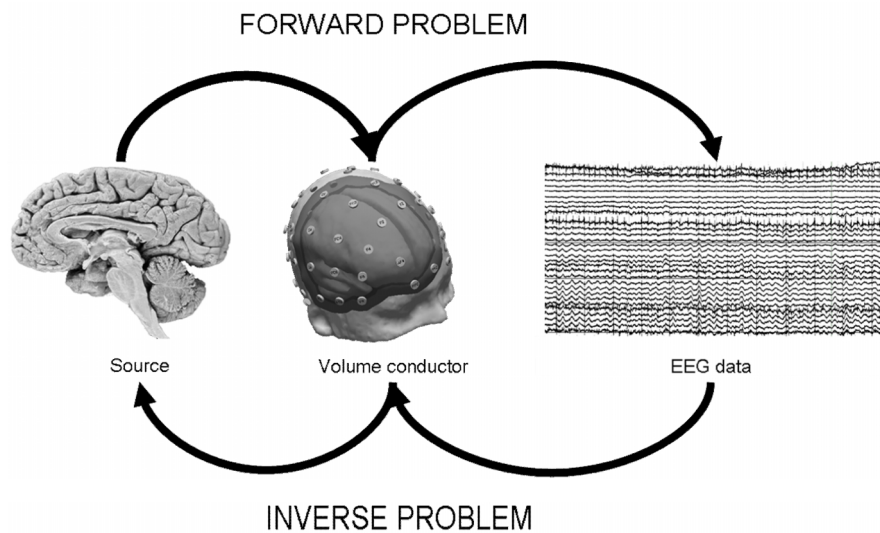 FORWARD PROBLEM
Source
Volume conductor
EEG data
INVERSE PROBLEM